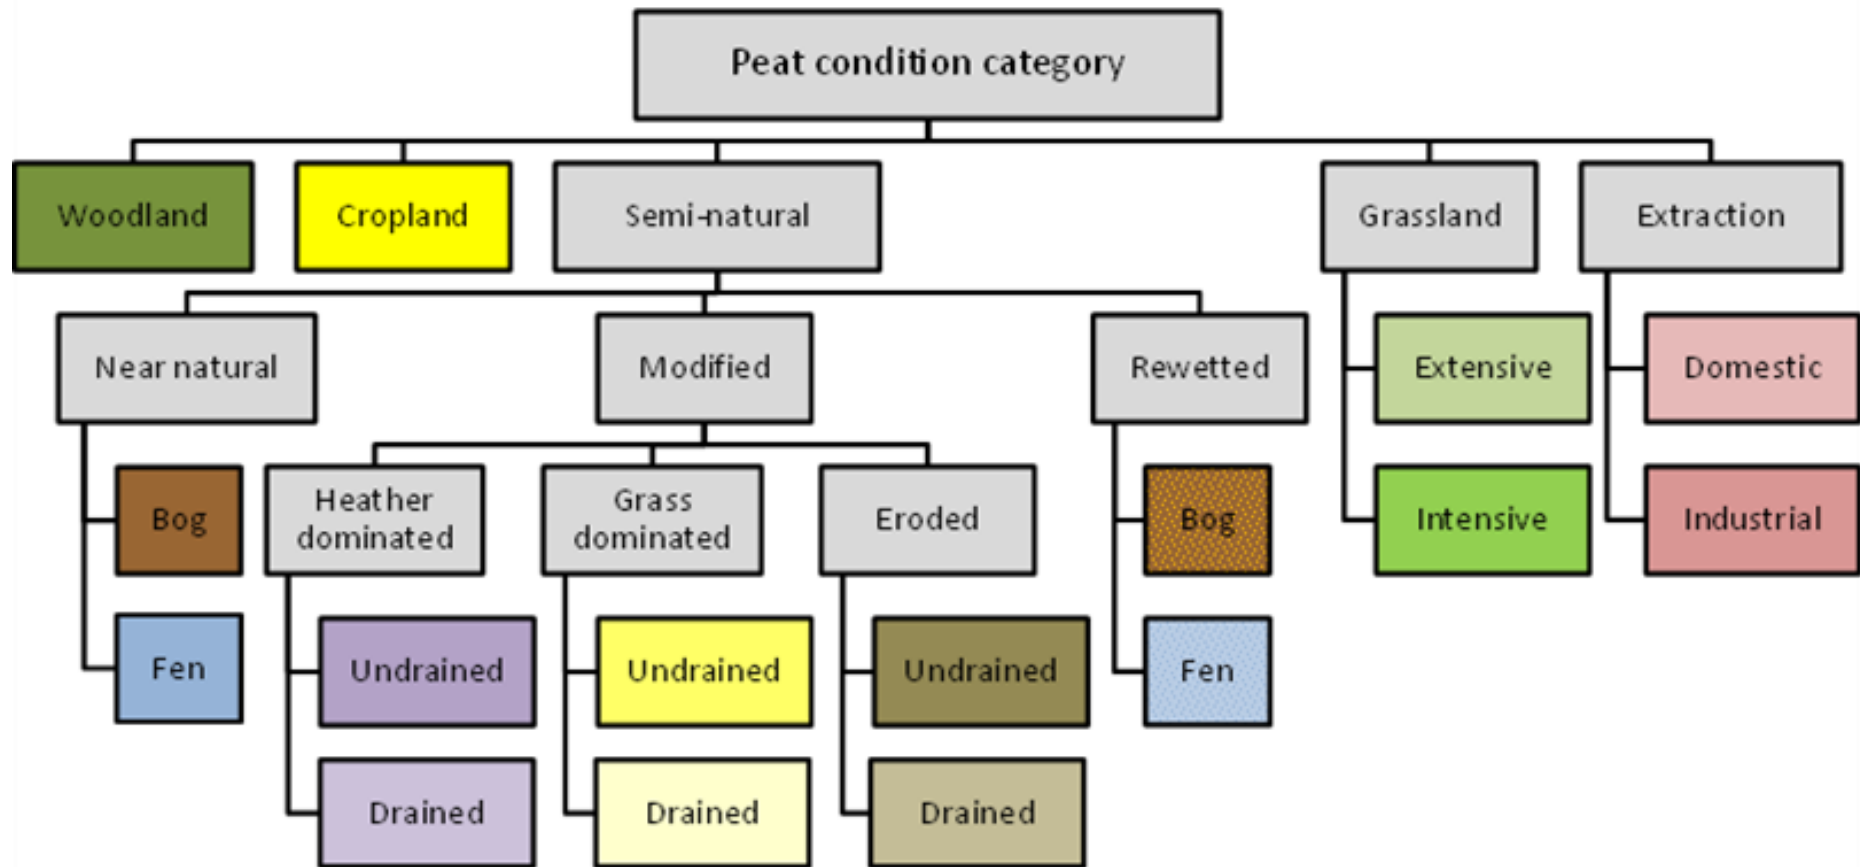 Peat condition category
Woodland
Cropland
Semi-natural
Grassland
Extraction
Near natural
Modified
Rewetted
Extensive
Domestic
Bog
Heather
dominated
Grass
dominated
Eroded
Bog
Intensive
Industrial
Fen
Undrained
Undrained
Undrained
Fen
Drained
Drained
Drained